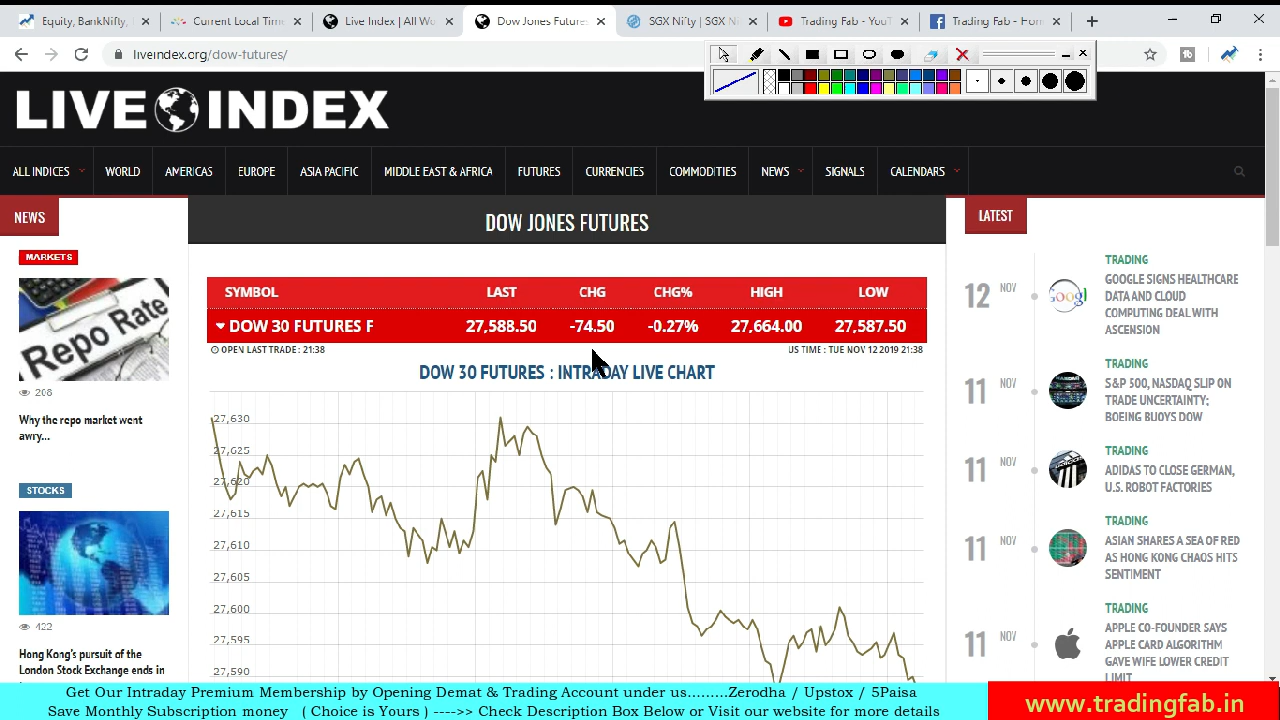 Equity, BankNifty,
Current Local Time
Live Index | All Wo
Dow Jones Futures
SGX Nifty | SGX Ni
Trading Fab - YouT
Trading Fab - Hom
liveindex.org/dow-futures/
LIVE INDEX
ALL INDICES
WORLD
AMERICAS
EUROPE
ASIA PACIFIC
MIDDLE EAST & AFRICA
FUTURES
CURRENCIES
COMMODITIES
NEWS
SIGNALS
CALENDARS
NEWS
MARKETS
Repo Rate
208
Why the repo market went
awry...
STOCKS
422
Hong Kong's pursuit of the
London Stock Exchange ends in
DOW JONES FUTURES
SYMBOL LAST CHG CHG% HIGH LOW
DOW 30 FUTURES F 27,588.50 -74.50 -0.27% 27,664.00 27,587.50
OPEN LAST TRADE : 21:38
US TIME : TUE NOV 12 2019 21:38
DOW 30 FUTURES : INTRADAY LIVE CHART
27,630
27,625
27,620
27,615
27,610
27,605
27,600
27,595
27,590
LATEST
12 NOV
TRADING
GOOGLE SIGNS HEALTHCARE
DATA AND CLOUD
COMPUTING DEAL WITH
ASCENSION
11 NOV
TRADING
S&P 500, NASDAQ SLIP ON
TRADE UNCERTAINTY;
BOEING BUOYS DOW
11 NOV
TRADING
ADIDAS TO CLOSE GERMAN,
U.S. ROBOT FACTORIES
11 NOV
TRADING
ASIAN SHARES A SEA OF RED
AS HONG KONG CHAOS HITS
SENTIMENT
11 NOV
TRADING
APPLE CO-FOUNDER SAYS
APPLE CARD ALGORITHM
GAVE WIFE LOWER CREDIT
LIMIT
Get Our Intraday Premium Membership by Opening Demat & Trading Account under us.........Zerodha / Upstox / 5Paisa
Save Monthly Subscription money ( Choice is Yours ) ---->> Check Description Box Below or Visit our website for more details
www.tradingfab.in